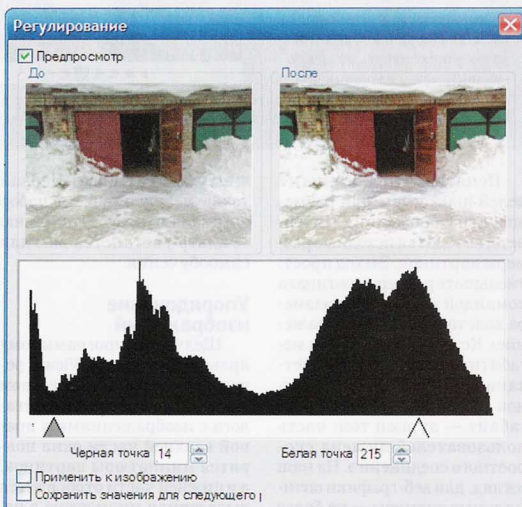 Регулирование
Предпросмотр
До После
Черная точка 14 Белая точка 215
Применить к изображению
Сохранить значения для следующего